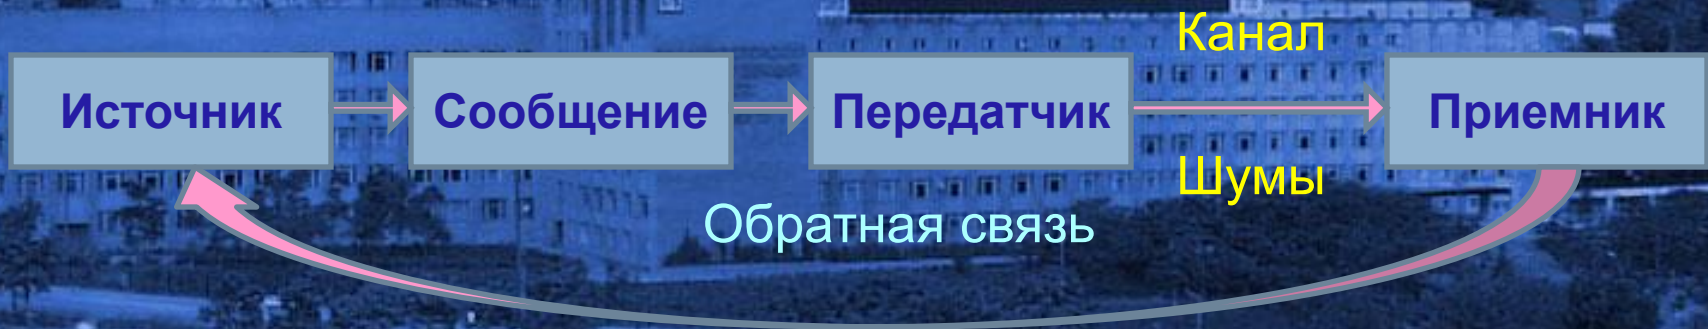 Канал
Источник
Сообщение
Передатчик
Приемник
Шумы
Обратная связь